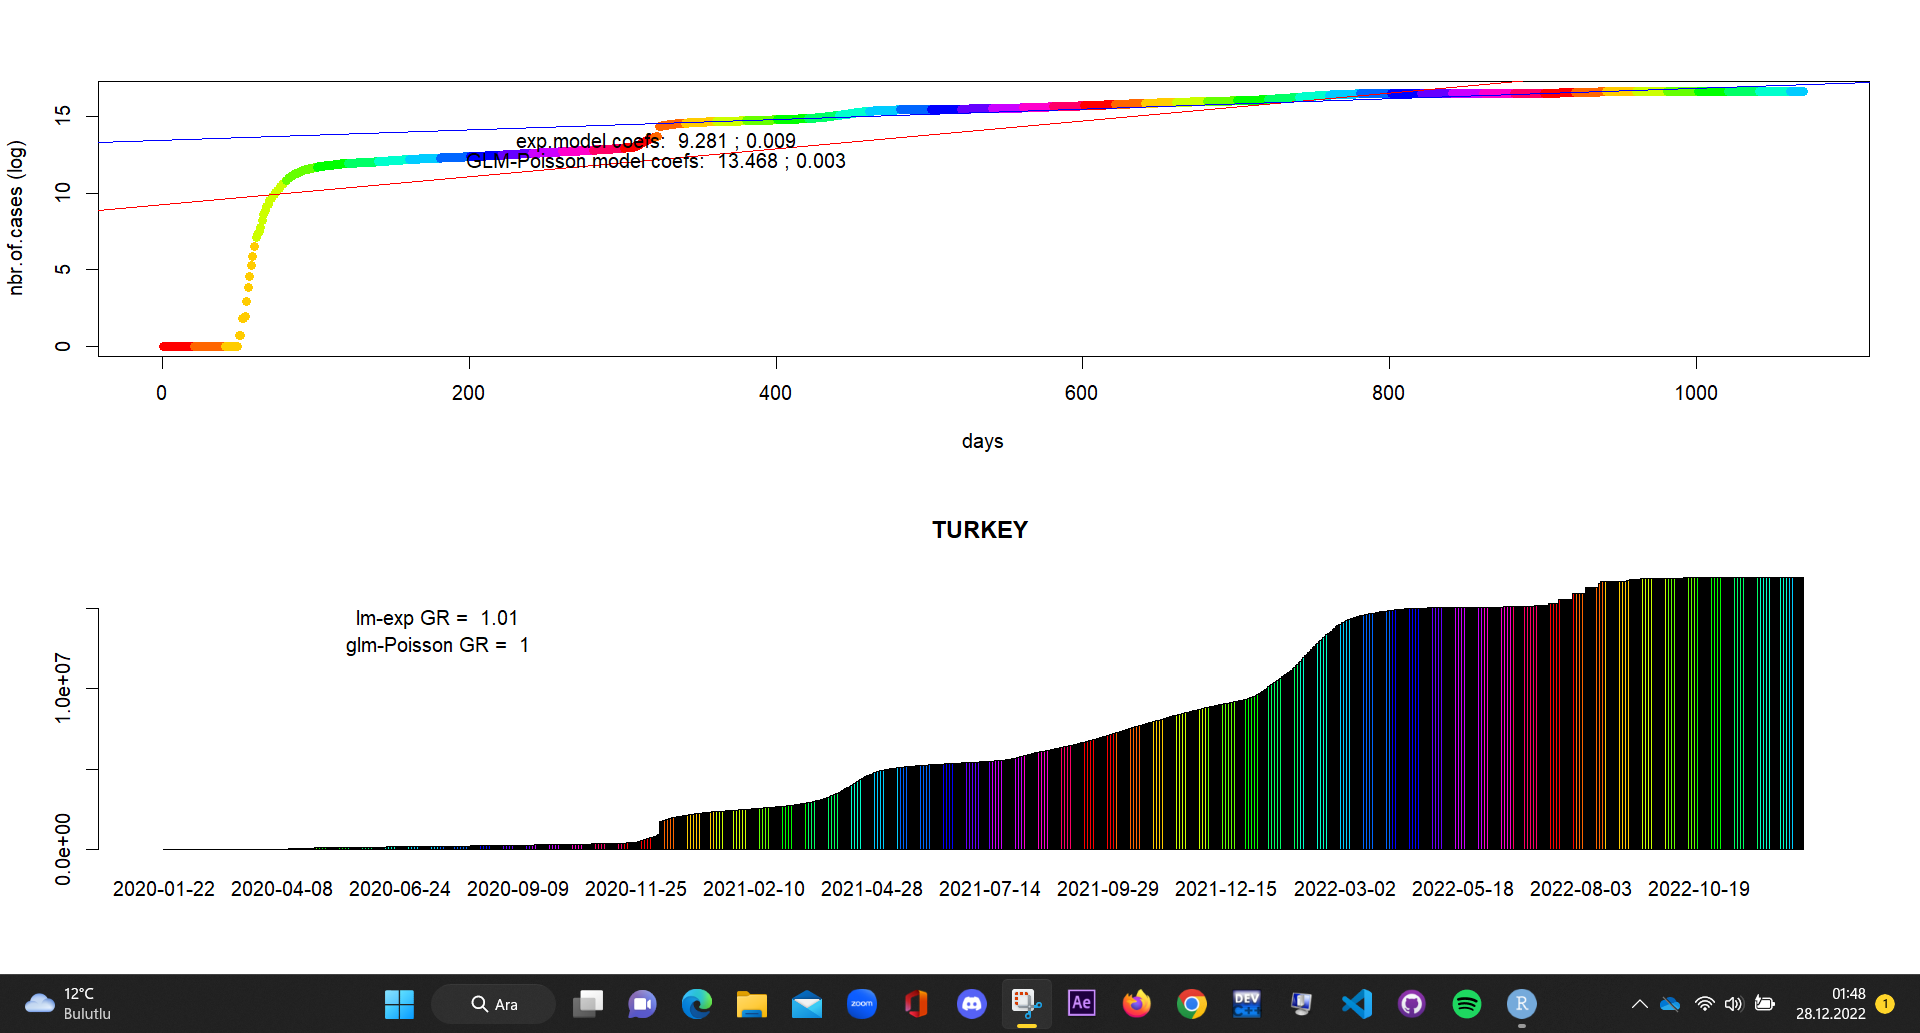 15
10
5
0
nbr.of.cases (log)
exp.model coefs: 9.281 ; 0.009
GLM-Poisson model coefs: 13.468 ; 0.003
0 200 400 600 800 1000
days
TURKEY
lm-exp GR = 1.01
glm-Poisson GR = 1
1.0e+07
0.0e+00
2020-01-22 2020-04-08 2020-06-24 2020-09-09 2020-11-25 2021-02-10 2021-04-28 2021-07-14 2021-09-29 2021-12-15 2022-03-02 2022-05-18 2022-08-03 2022-10-19
12°C
Bulutlu
Ara
zoom
Ae
DEV
C++
R
01:48
28.12.2022
1